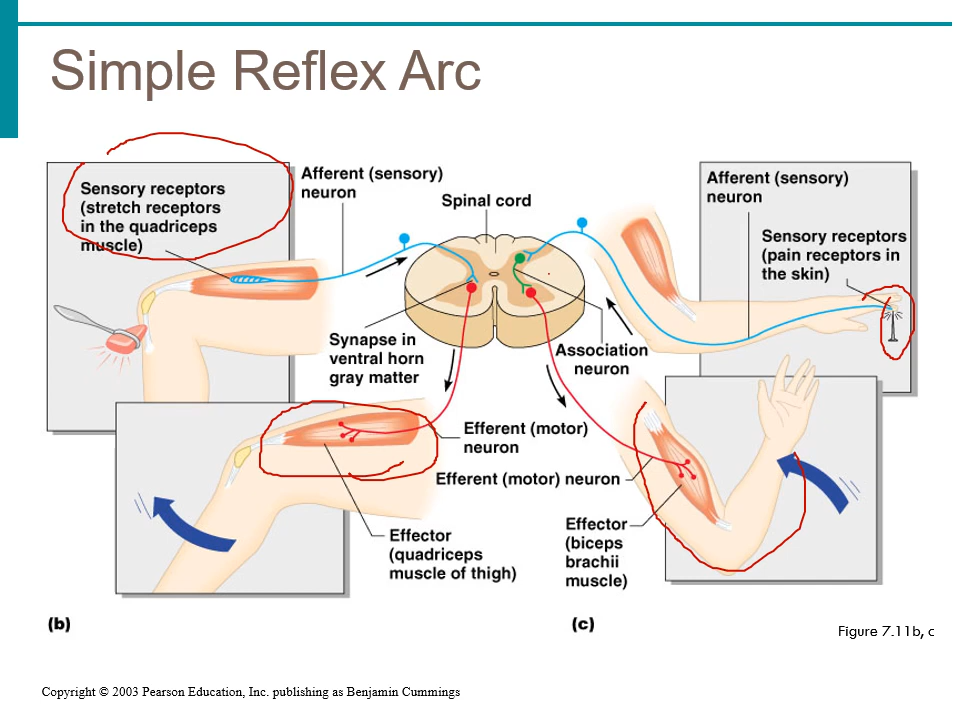 Simple Reflex Arc
Sensory receptors
(stretch receptors
in the quadriceps
muscle)
Afferent (sensory)
neuron
Spinal cord
Afferent (sensory)
neuron
Sensory receptors
(pain receptors in
the skin)
Synapse in
ventral horn
gray matter
Association
neuron
Efferent (motor)
neuron
Efferent (motor) neuron
Effector
(quadriceps
muscle of thigh)
Effector
(biceps
brachii
muscle)
(b)
(c)
Figure 7.11b, c
Copyright © 2003 Pearson Education, Inc. publishing as Benjamin Cummings